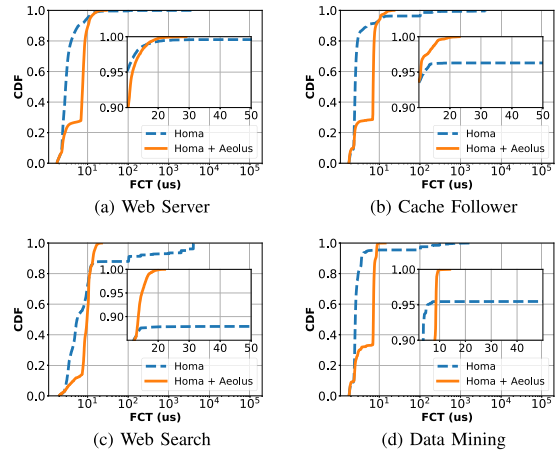 1.0
0.8
0.6
0.4
0.2
0.0
CDF
1.00
0.95
0.90
20 30 40 50
Homa
Homa + Aeolus
10^1 10^2 10^3 10^4 10^5
FCT (us)
(a) Web Server
1.0
0.8
0.6
0.4
0.2
0.0
CDF
1.00
0.95
0.90
20 30 40 50
Homa
Homa + Aeolus
10^1 10^2 10^3 10^4 10^5
FCT (us)
(b) Cache Follower
1.0
0.8
0.6
0.4
0.2
0.0
CDF
1.00
0.95
0.90
20 30 40 50
Homa
Homa + Aeolus
10^1 10^2 10^3 10^4 10^5
FCT (us)
(c) Web Search
1.0
0.8
0.6
0.4
0.2
0.0
CDF
1.00
0.95
0.90
10 20 30 40
Homa
Homa + Aeolus
10^1 10^2 10^3 10^4 10^5
FCT (us)
(d) Data Mining